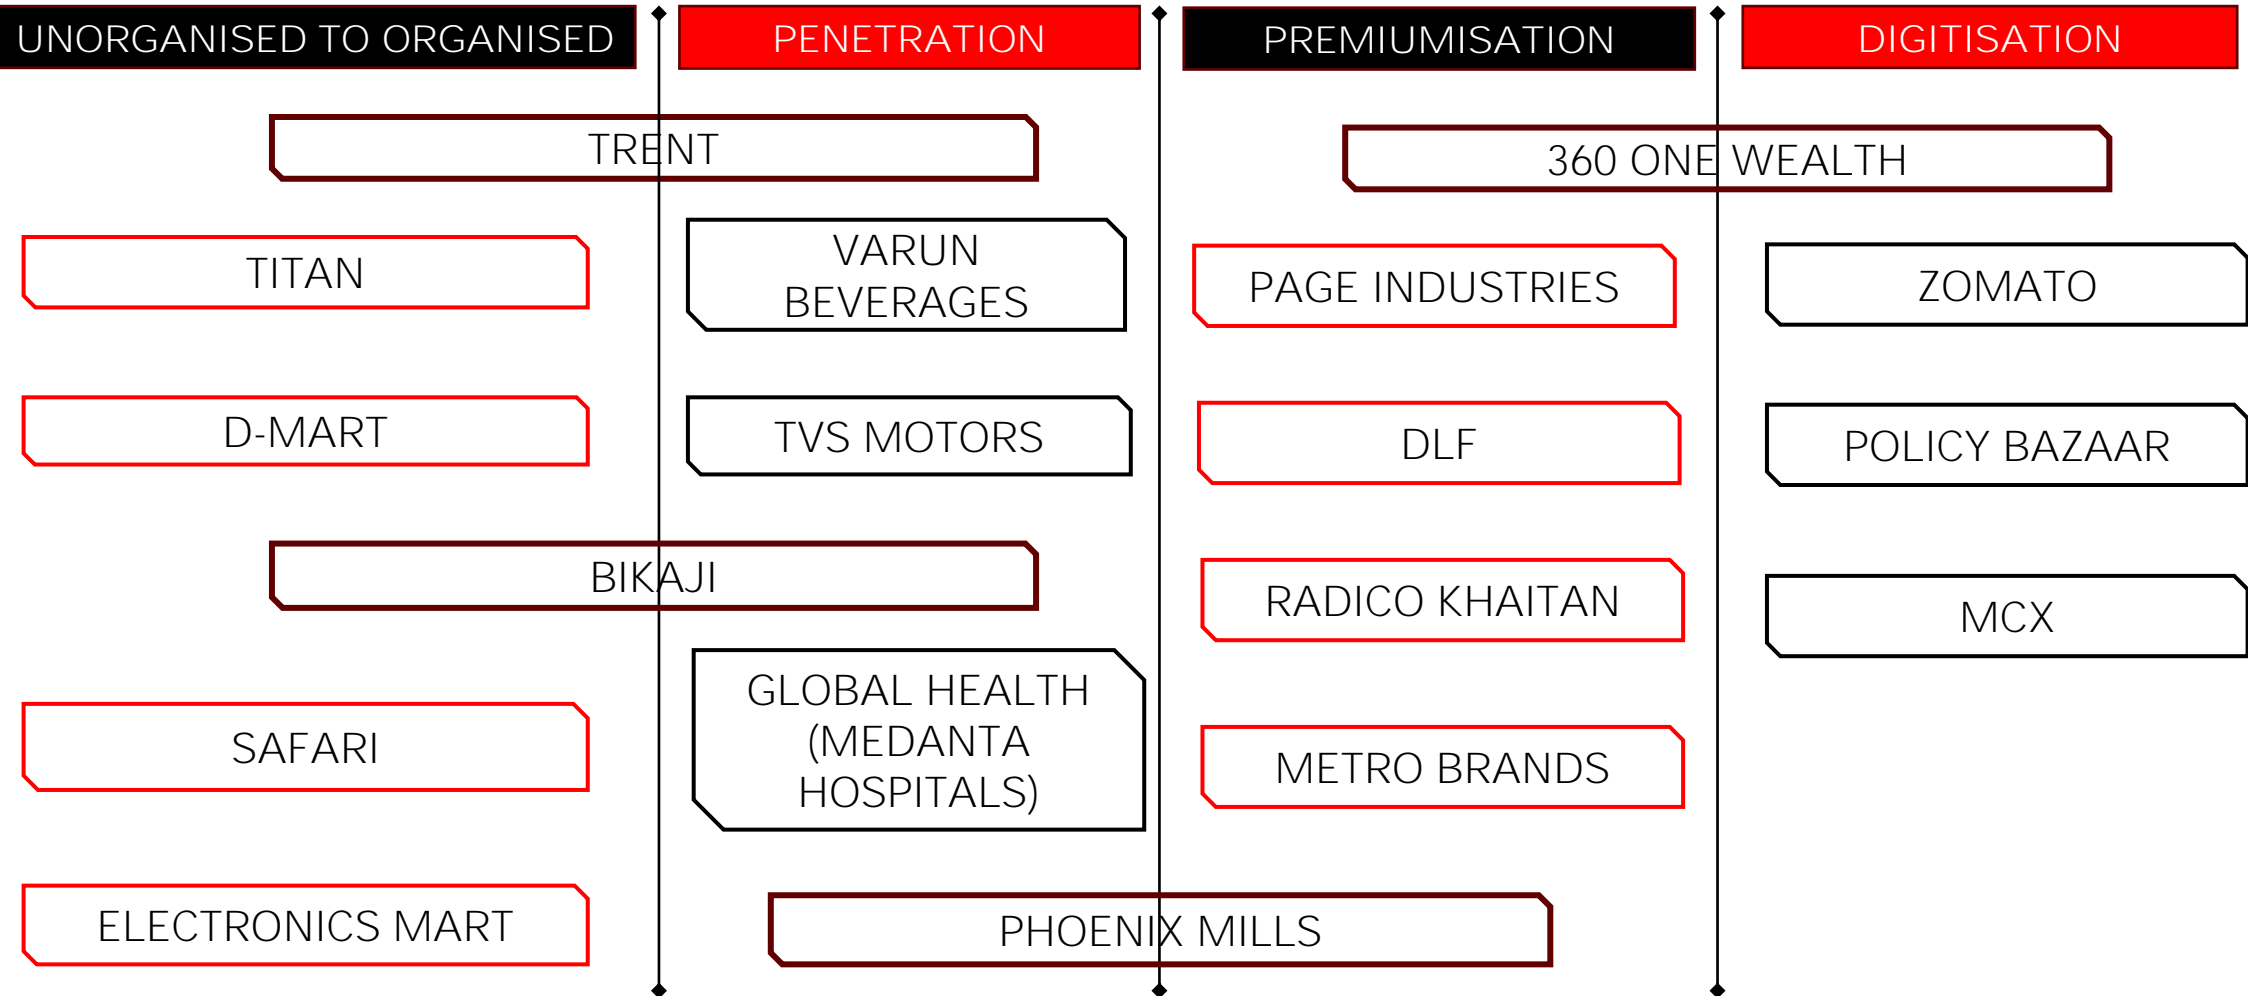 UNORGANISED TO ORGANISED
PENETRATION
PREMIUMISATION
DIGITISATION
TRENT
360 ONE WEALTH
TITAN
VARUN
BEVERAGES
PAGE INDUSTRIES
ZOMATO
D-MART
TVS MOTORS
DLF
POLICY BAZAAR
BIKAJI
RADICO KHAITAN
MCX
SAFARI
GLOBAL HEALTH
(MEDANTA
HOSPITALS)
METRO BRANDS
ELECTRONICS MART
PHOENIX MILLS